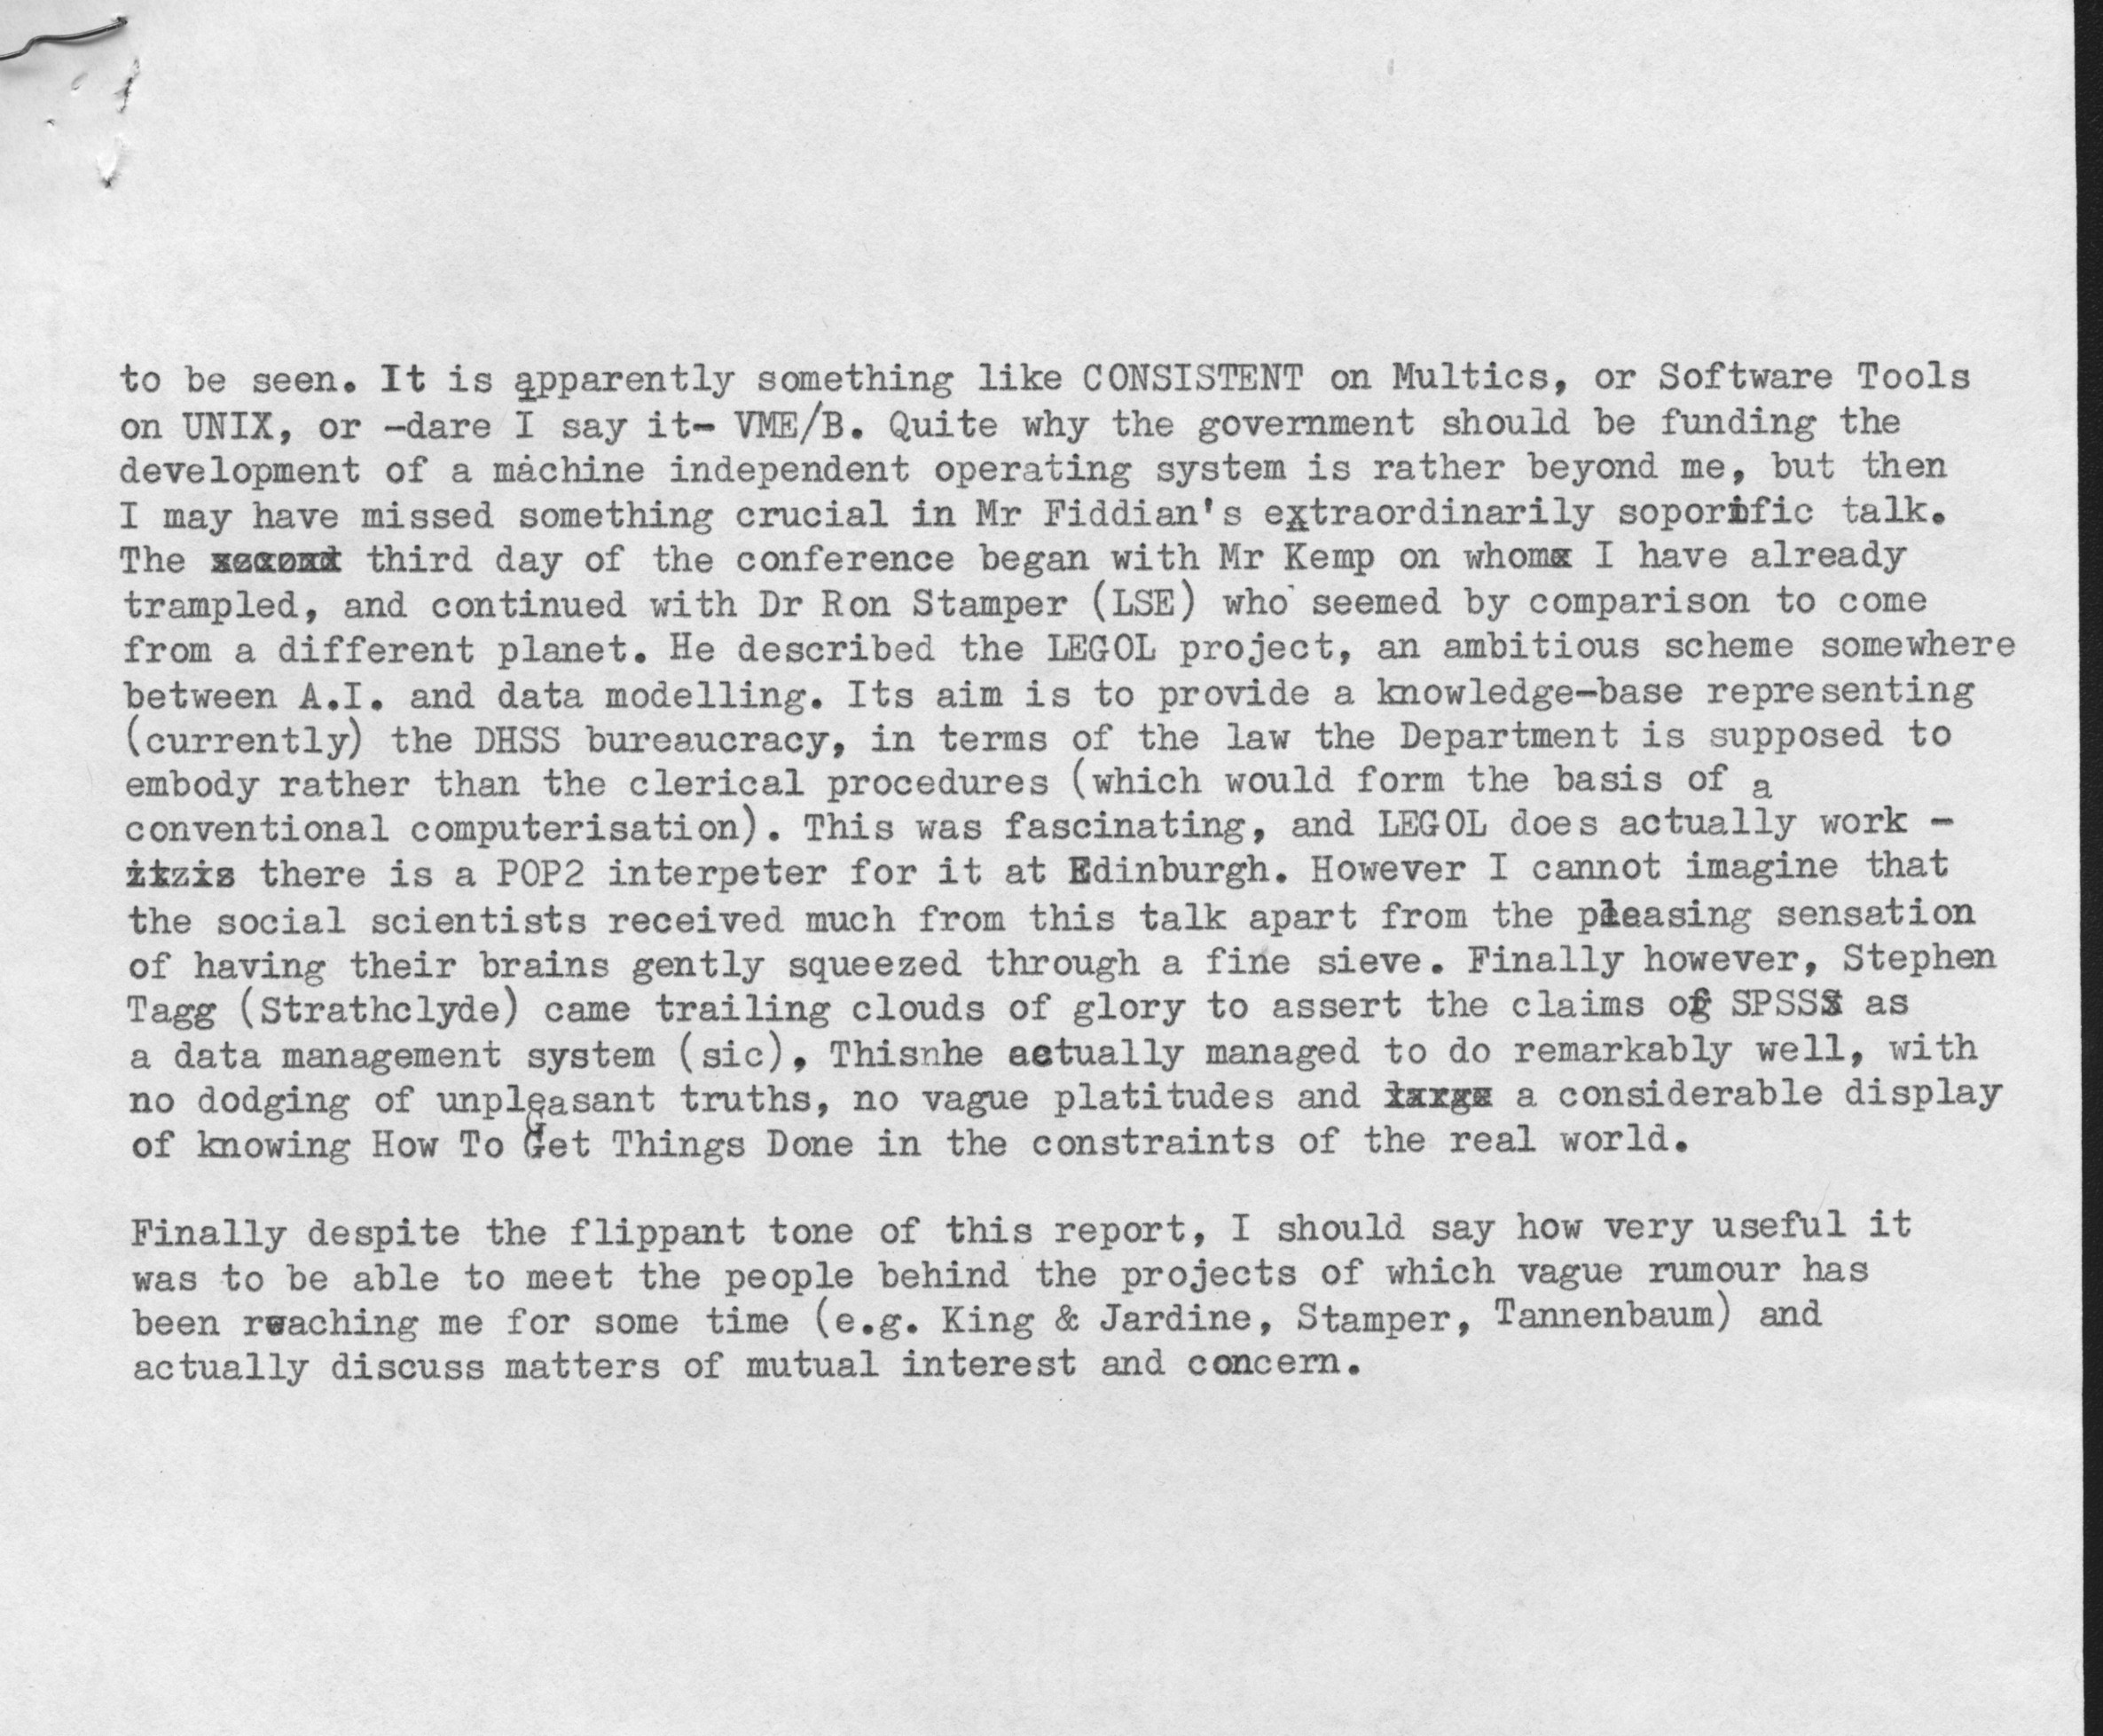 to be seen. It is apparently something like CONSISTENT on Multics, or Software Tools
on UNIX, or -dare I say it- VME/B. Quite why the government should be funding the
development of a machine independent operating system is rather beyond me, but then
I may have missed something crucial in Mr Fiddian's extraordinarily soporific talk.
The third day of the conference began with Mr Kemp on whom I have already
trampled, and continued with Dr Ron Stamper (LSE) who seemed by comparison to come
from a different planet. He described the LEGOL project, an ambitious scheme somewhere
between A.I. and data modelling. Its aim is to provide a knowledge-base representing
(currently) the DHSS bureaucracy, in terms of the law the Department is supposed to
embody rather than the clerical procedures (which would form the basis of a
conventional computerisation). This was fascinating, and LEGOL does actually work -
there is a POP2 interpeter for it at Edinburgh. However I cannot imagine that
the social scientists received much from this talk apart from the pleasing sensation
of having their brains gently squeezed through a fine sieve. Finally however, Stephen
Tagg (Strathclyde) came trailing clouds of glory to assert the claims of SPSS as
a data management system (sic), Thisnhe actually managed to do remarkably well, with
no dodging of unpleasant truths, no vague platitudes and a considerable display
of knowing How To Get Things Done in the constraints of the real world.
Finally despite the flippant tone of this report, I should say how very useful it
was to be able to meet the people behind the projects of which vague rumour has
been reaching me for some time (e.g. King & Jardine, Stamper, Tannenbaum) and
actually discuss matters of mutual interest and concern.